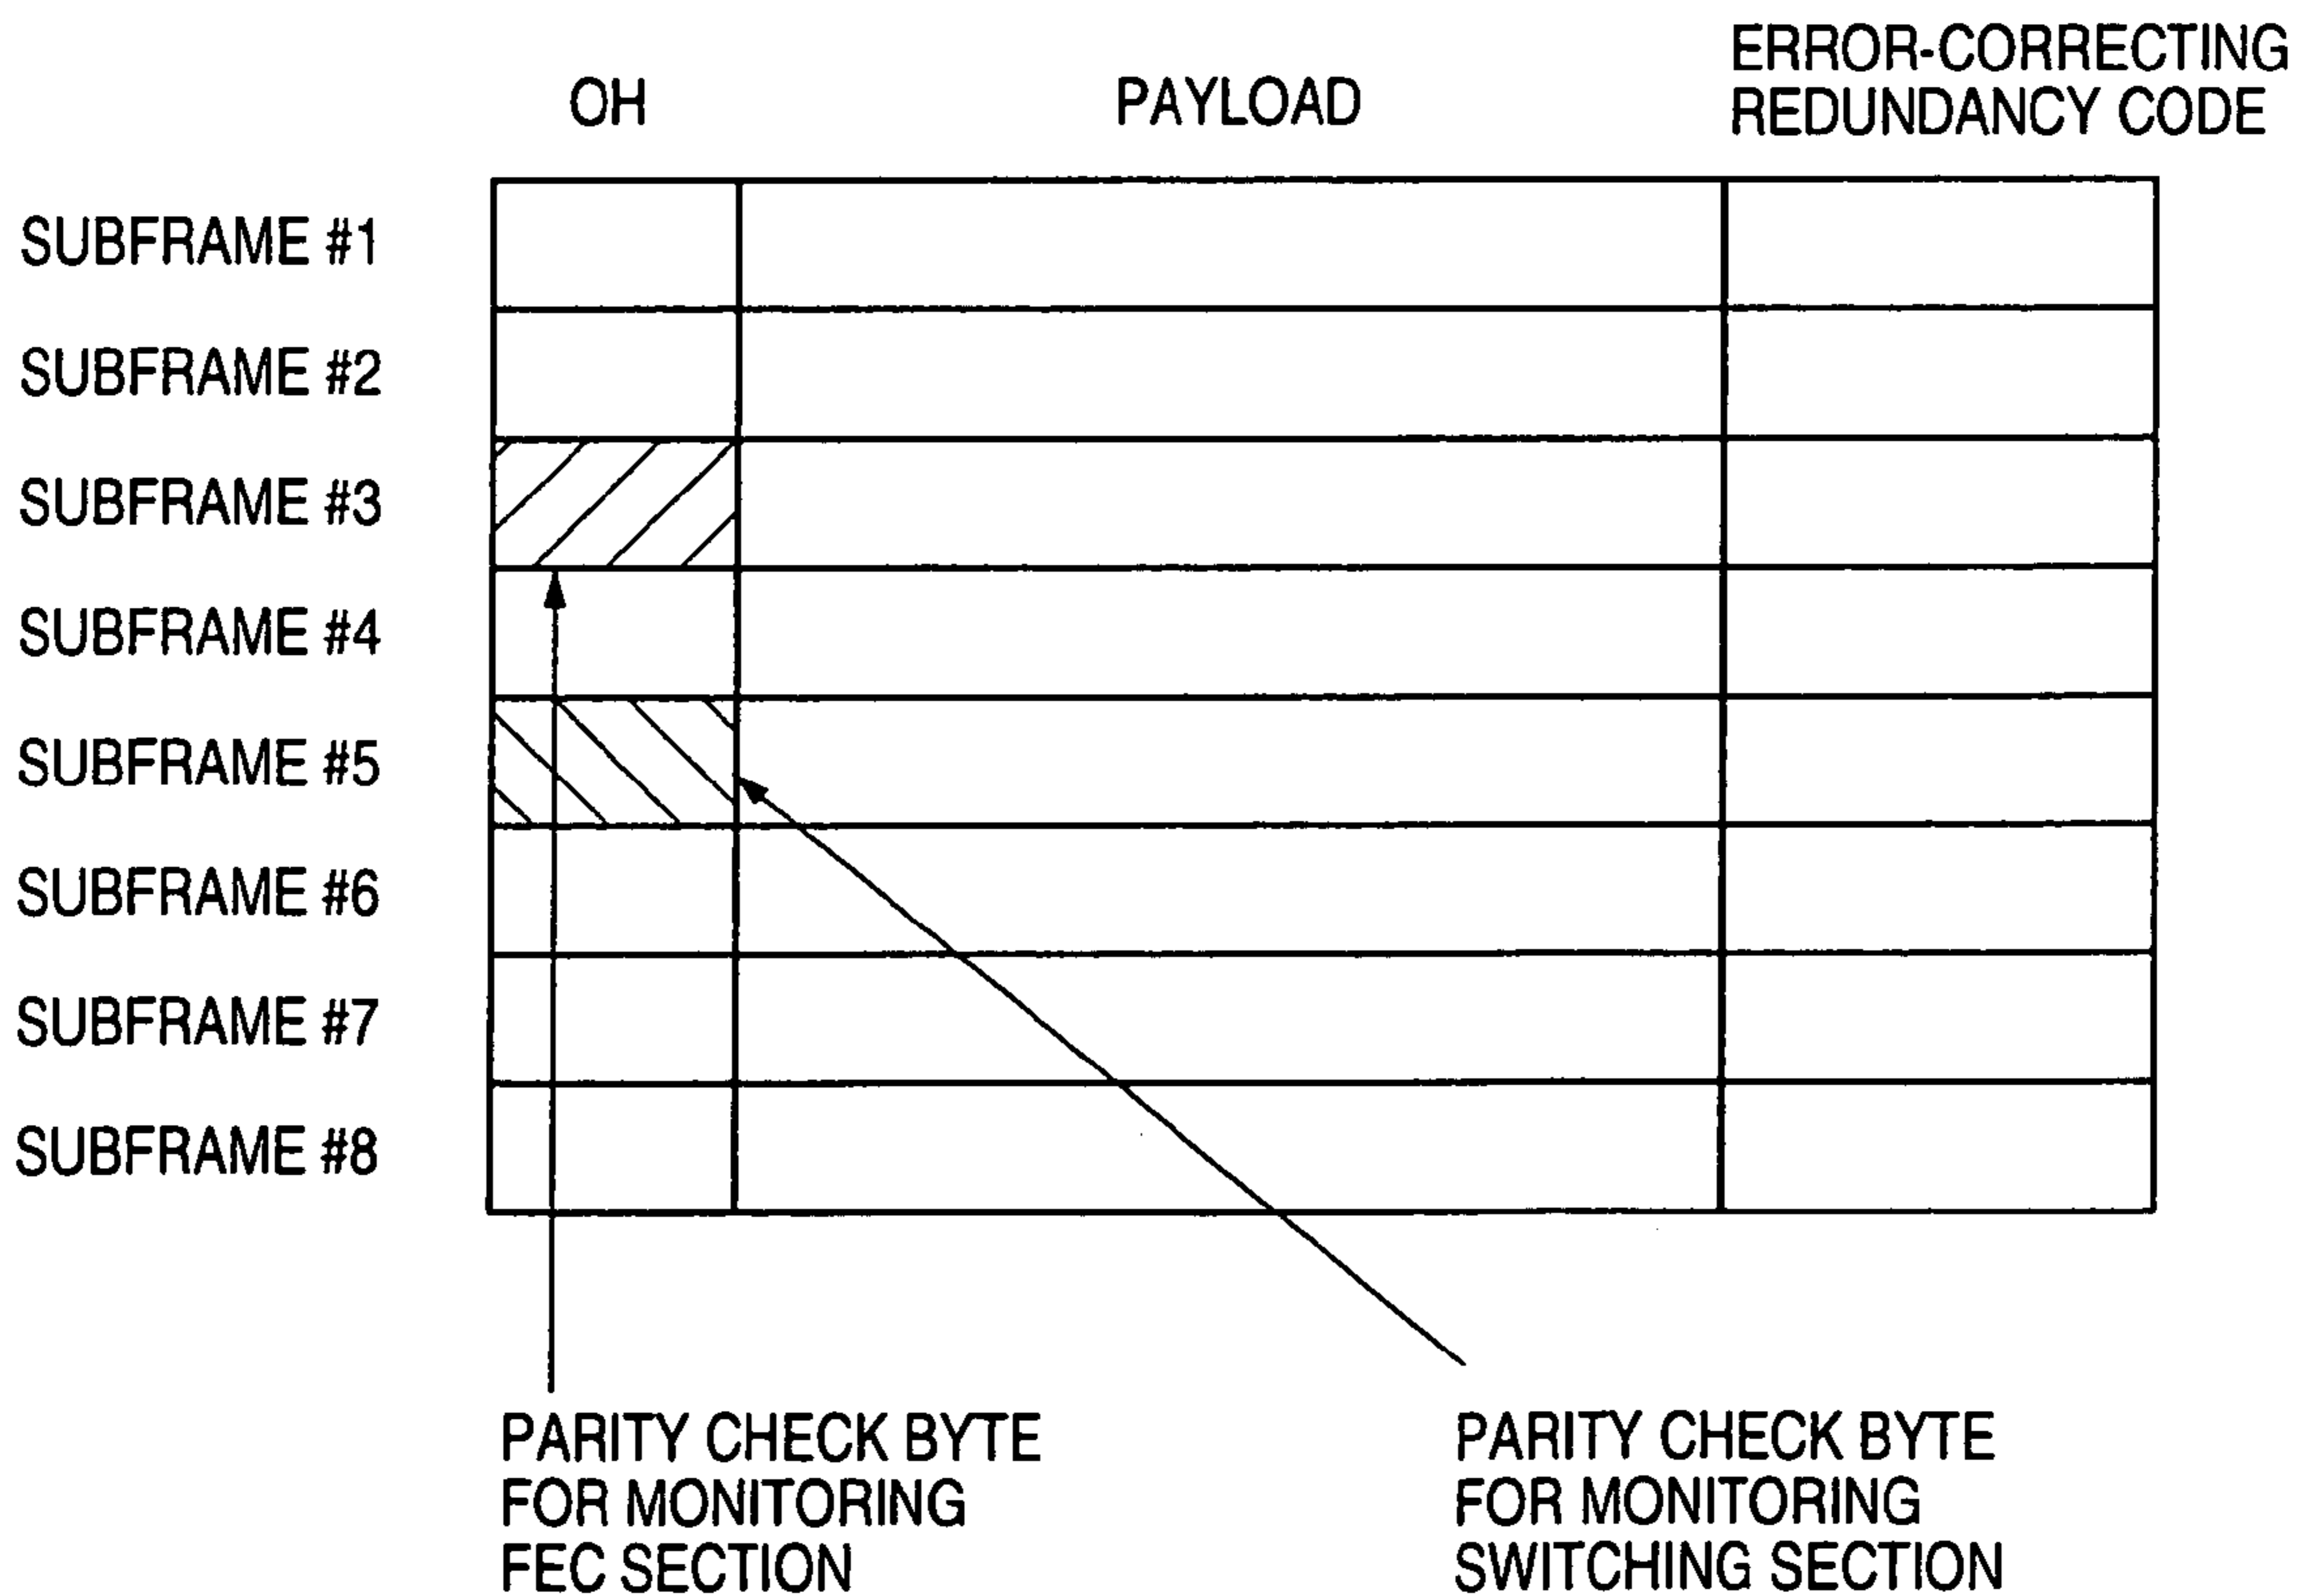 OH
PAYLOAD
ERROR-CORRECTING
REDUNDANCY CODE
SUBFRAME #1
SUBFRAME #2
SUBFRAME #3
SUBFRAME #4
SUBFRAME #5
SUBFRAME #6
SUBFRAME #7
SUBFRAME #8
PARITY CHECK BYTE
FOR MONITORING
FEC SECTION
PARITY CHECK BYTE
FOR MONITORING
SWITCHING SECTION